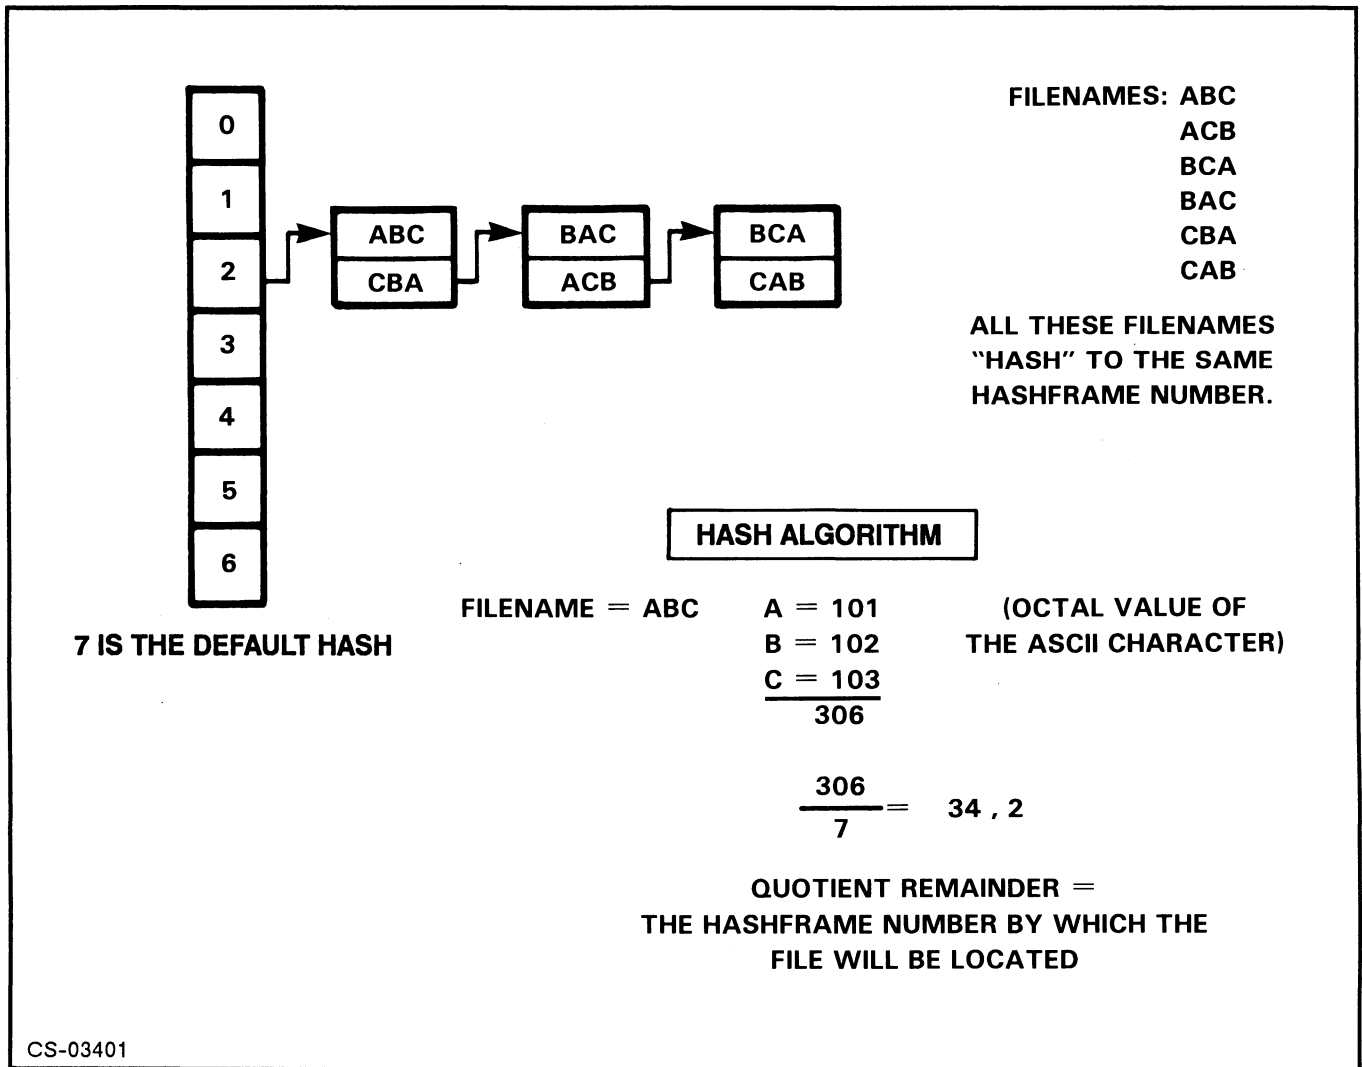 0
1
2
3
4
5
6
7 IS THE DEFAULT HASH
ABC
CBA
BAC
ACB
BCA
CAB
FILENAMES: ABC
ACB
BCA
BAC
CBA
CAB
ALL THESE FILENAMES
“HASH” TO THE SAME
HASHFRAME NUMBER.
HASH ALGORITHM
FILENAME = ABC A = 101 (OCTAL VALUE OF
B = 102 THE ASCII CHARACTER)
C = 103
306
306
7 = 34 , 2
QUOTIENT REMAINDER =
THE HASHFRAME NUMBER BY WHICH THE
FILE WILL BE LOCATED
CS-03401